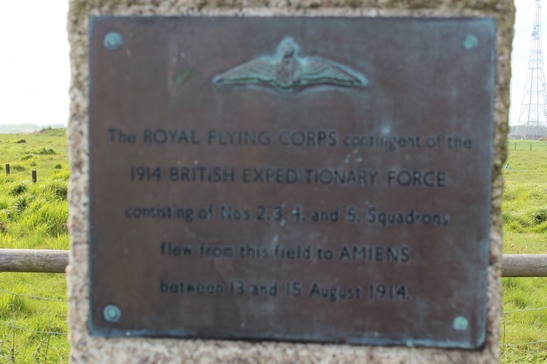 The ROYAL FLYING CORPS contingent of the
1914 BRITISH EXPEDITIONARY FORCE
consisting of Nos 2, 3, 4, and 5, Squadrons
flew from this field to AMIENS
between 13 and 15 August 1914.